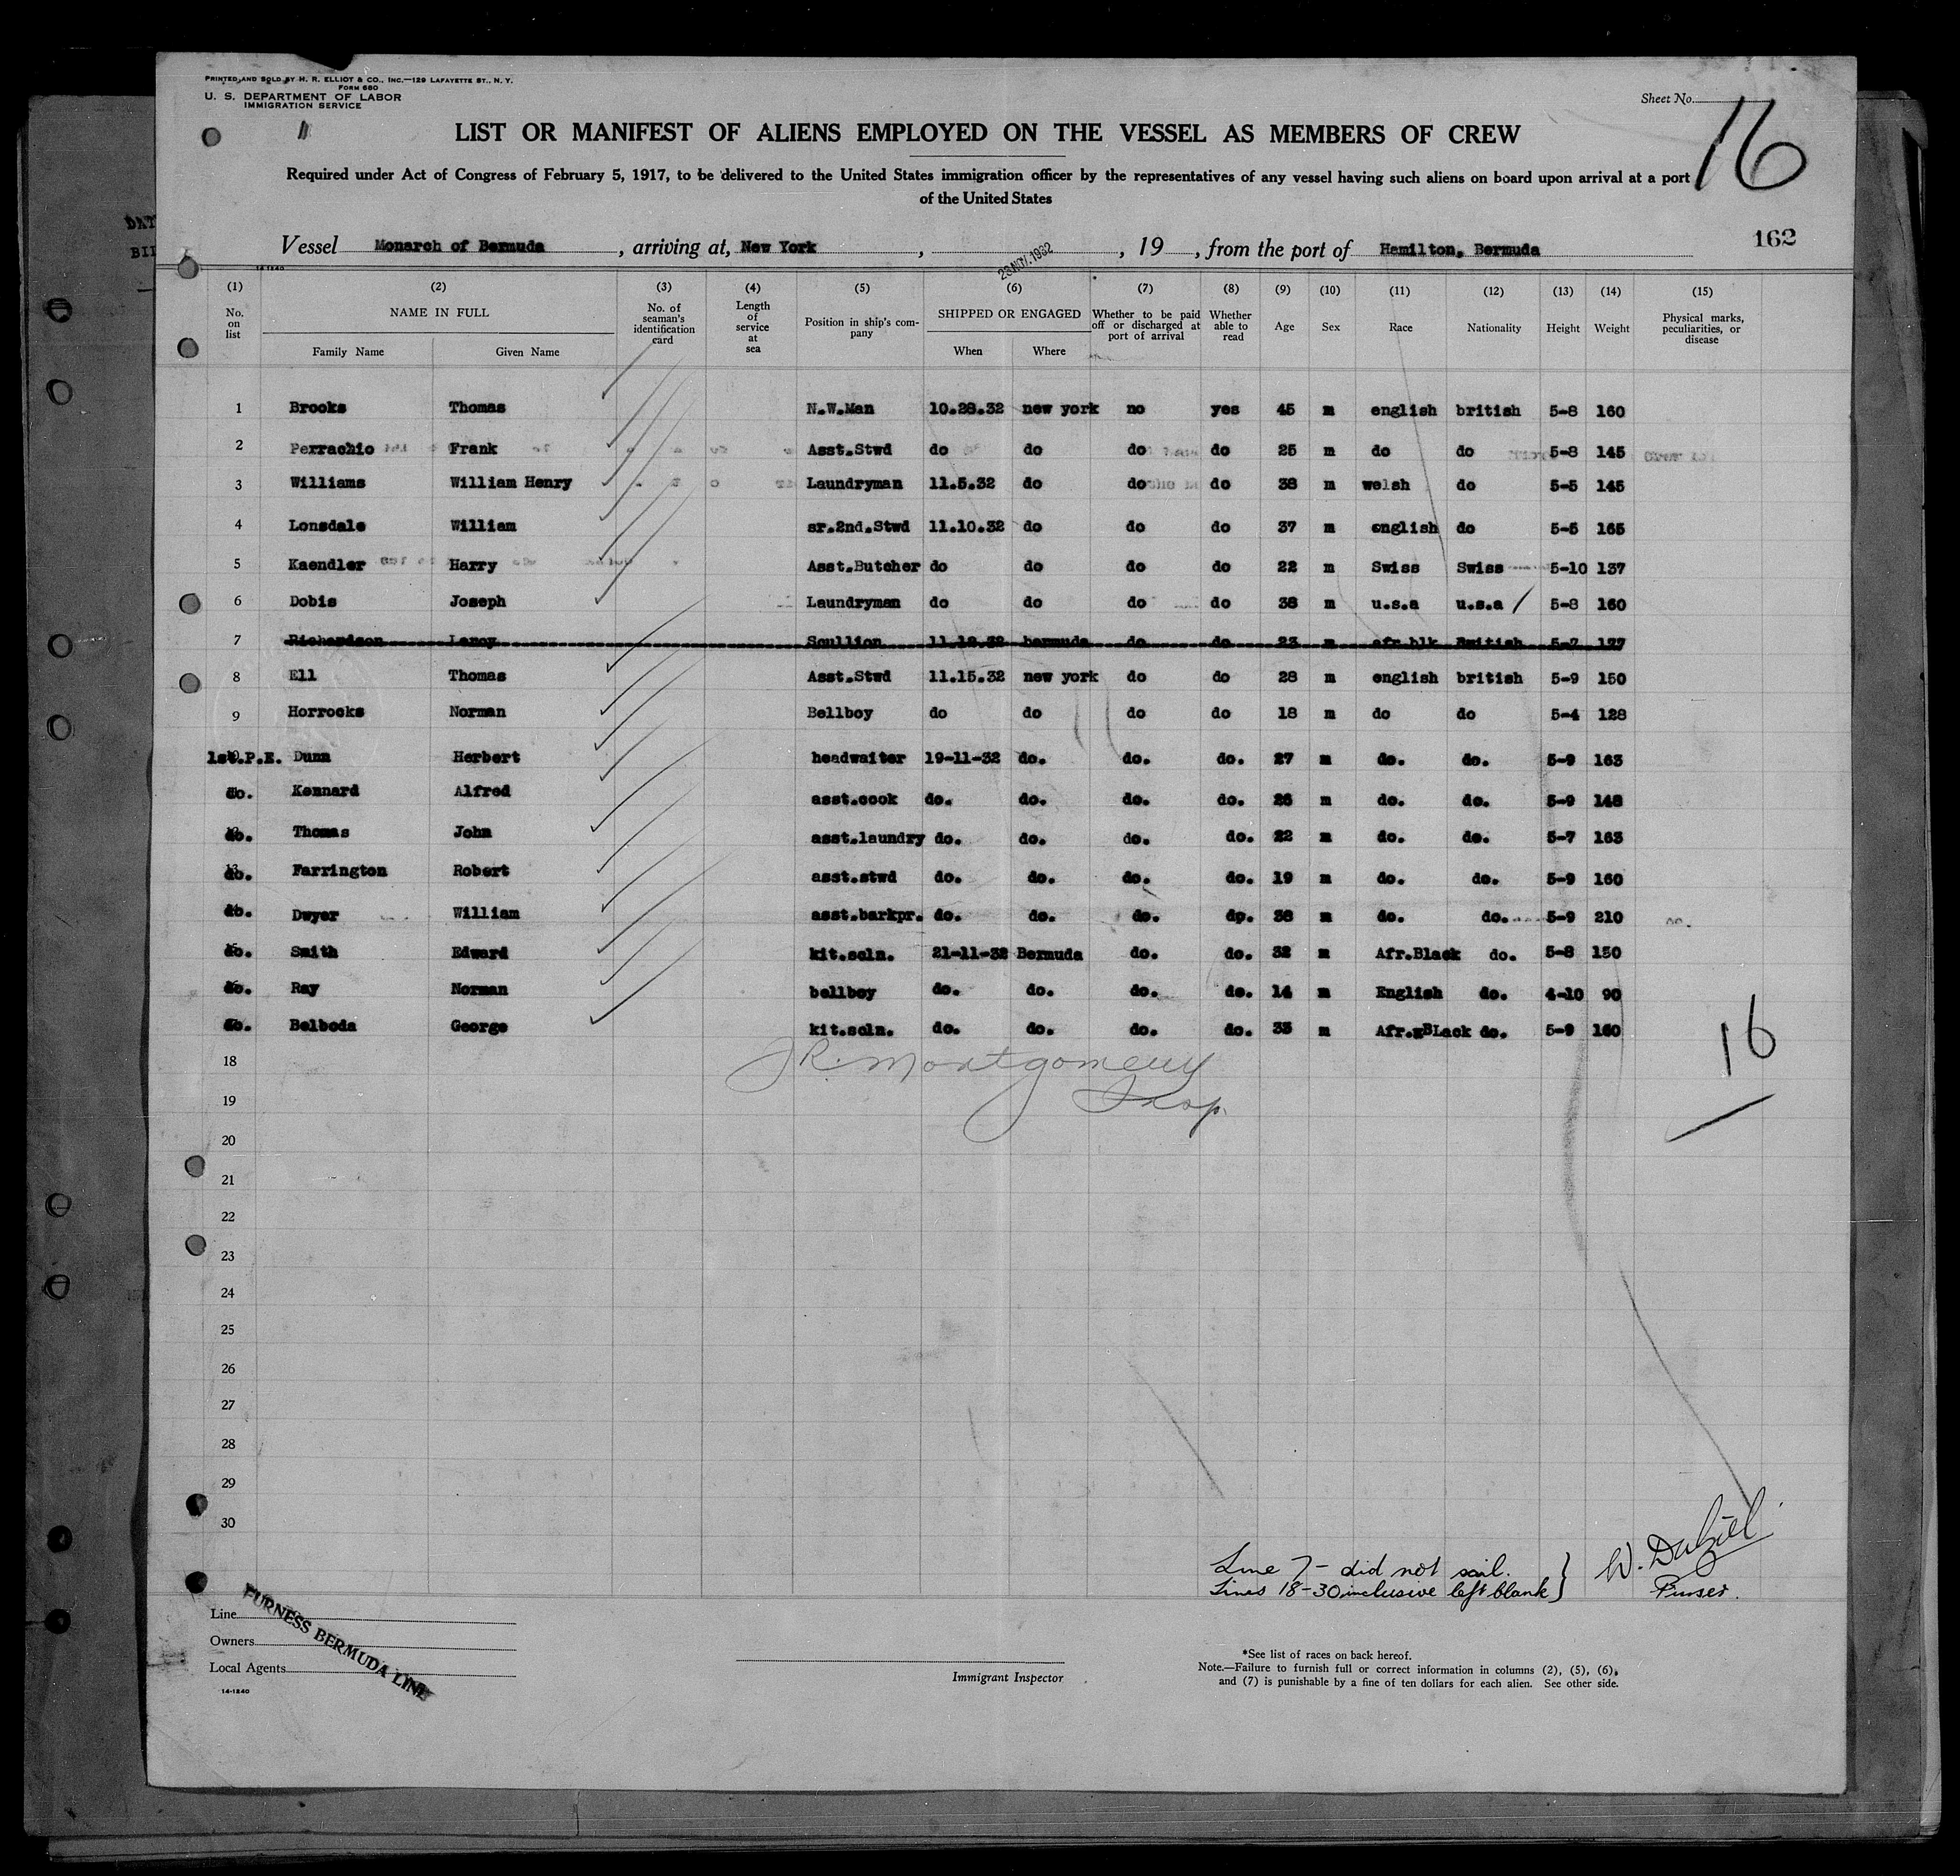 PRINTED AND SOLD BY H. R. ELLIOT & CO., INC.—129 LAFAYETTE ST., N. Y.
FORM 680
U. S. DEPARTMENT OF LABOR
IMMIGRATION SERVICE
Sheet No.
16
LIST OR MANIFEST OF ALIENS EMPLOYED ON THE VESSEL AS MEMBERS OF CREW
Required under Act of Congress of February 5, 1917, to be delivered to the United States immigration officer by the representatives of any vessel having such aliens on board upon arrival at a port
of the United States
Vessel Monarch of Bermuda, arriving at, New York, 23 NOV. 1932, 19, from the port of Hamilton, Bermuda
162
14-1240
(1) (2) (3) (4) (5) (6) (7) (8) (9) (10) (11) (12) (13) (14) (15)
No. on list NAME IN FULL Family Name Given Name No. of seaman's identification card Length of service at sea Position in ship's company SHIPPED OR ENGAGED When Where Whether to be paid off or discharged at port of arrival Whether able to read Age Sex Race Nationality Height Weight Physical marks, peculiarities, or disease
1 Brooks Thomas N.W.Man 10.28.32 new york no yes 45 m english british 5-8 160
2 Perrachio Frank Asst.Stwd do do do do 25 m do do 5-8 145
3 Williams William Henry Laundryman 11.5.32 do do do 38 m welsh do 5-5 145
4 Lonsdale William sr.2nd.Stwd 11.10.32 do do do 37 m english do 5-5 165
5 Kaendler Harry Asst.Butcher do do do do 22 m Swiss Swiss 5-10 137
6 Dobis Joseph Laundryman do do do do 38 m u.s.a u.s.a 5-8 160
7 Richardson Leroy Scullion 11.12.32 bermuda do do 23 m afr.blk British 5-7 177
8 Ell Thomas Asst.Stwd 11.15.32 new york do do 28 m english british 5-9 150
9 Horrocks Norman Bellboy do do do do 18 m do do 5-4 128
1st.P.E. Dunn Herbert headwaiter 19-11-32 do. do. do. 27 m do. do. 5-9 163
do. Kennard Alfred asst.cook do. do. do. do. 26 m do. do. 5-9 148
do. Thomas John asst.laundry do. do. do. do. 22 m do. do. 5-7 163
do. Farrington Robert asst.stwd do. do. do. do. 19 m do. do. 5-9 160
do. Dwyer William asst.barkpr. do. do. do. dp. 38 m do. do. 5-9 210
do. Smith Edward kit.scln. 21-11-32 Bermuda do. do. 32 m Afr.Black do. 5-8 150
do. Ray Norman bellboy do. do. do. do. 14 m English do. 4-10 90
do. Belboda George kit.scln. do. do. do. do. 33 m Afr.BLack do. 5-9 160
16
18
JR. Montgomery
19
Insp.
20
21
22
23
24
25
26
27
28
29
30
Line 7 - did not sail.
Lines 18-30 inclusive left blank
W. Dalziel
Purser.
Line
Owners
Local Agents
FURNESS BERMUDA LINE
14-1240
Immigrant Inspector
*See list of races on back hereof.
Note.—Failure to furnish full or correct information in columns (2), (5), (6),
and (7) is punishable by a fine of ten dollars for each alien. See other side.